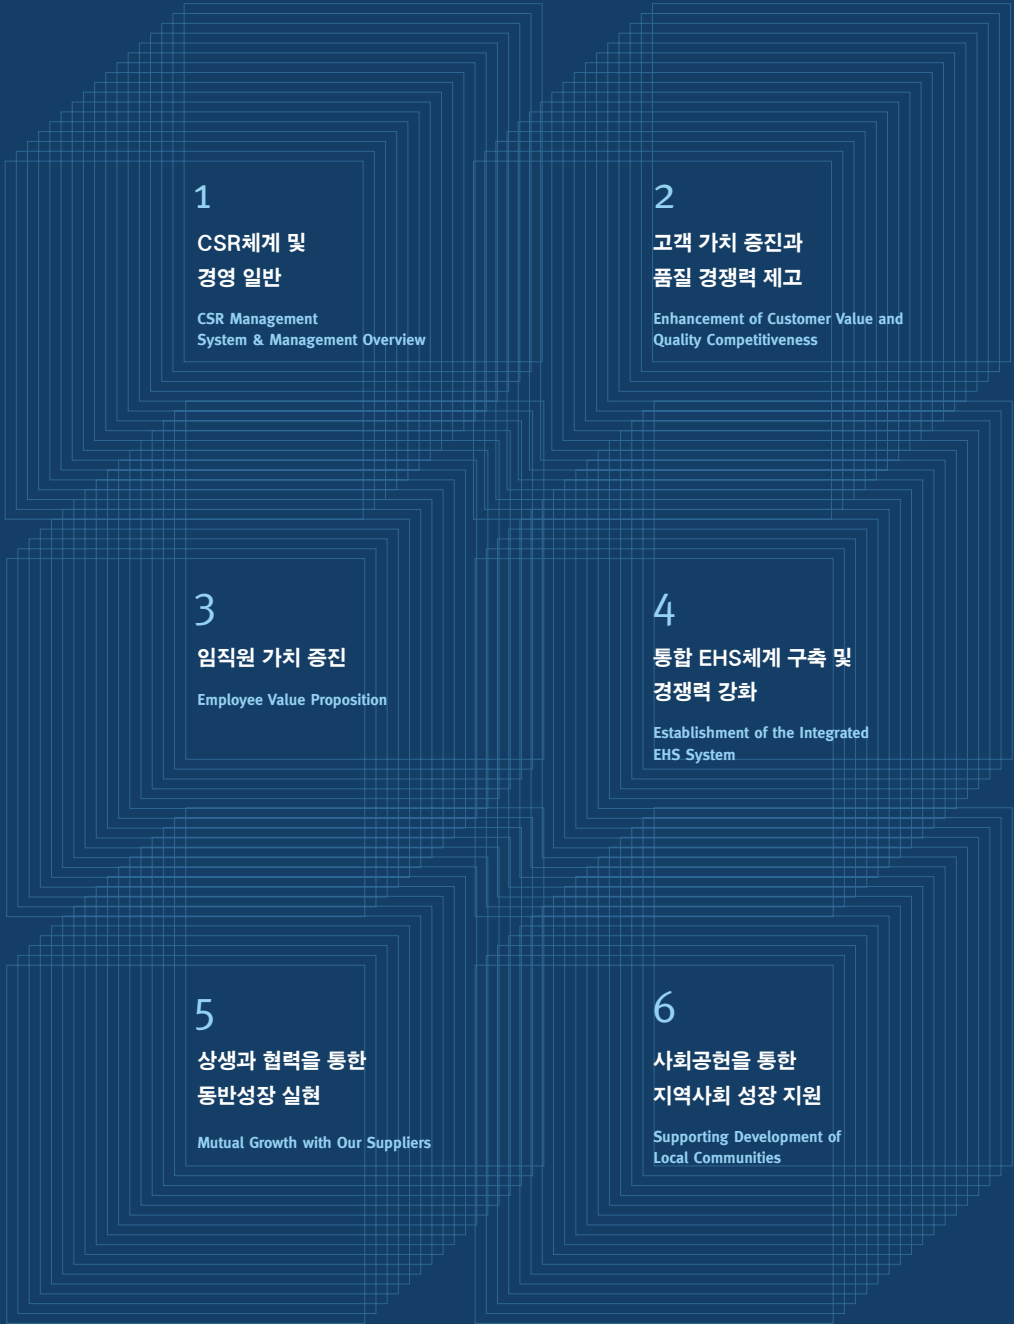 1
CSR체계 및
경영 일반
CSR Management
System & Management Overview
2
고객 가치 증진과
품질 경쟁력 제고
Enhancement of Customer Value and
Quality Competitiveness
3
임직원 가치 증진
Employee Value Proposition
4
통합 EHS체계 구축 및
경쟁력 강화
Establishment of the Integrated
EHS System
5
상생과 협력을 통한
동반성장 실현
Mutual Growth with Our Suppliers
6
사회공헌을 통한
지역사회 성장 지원
Supporting Development of
Local Communities